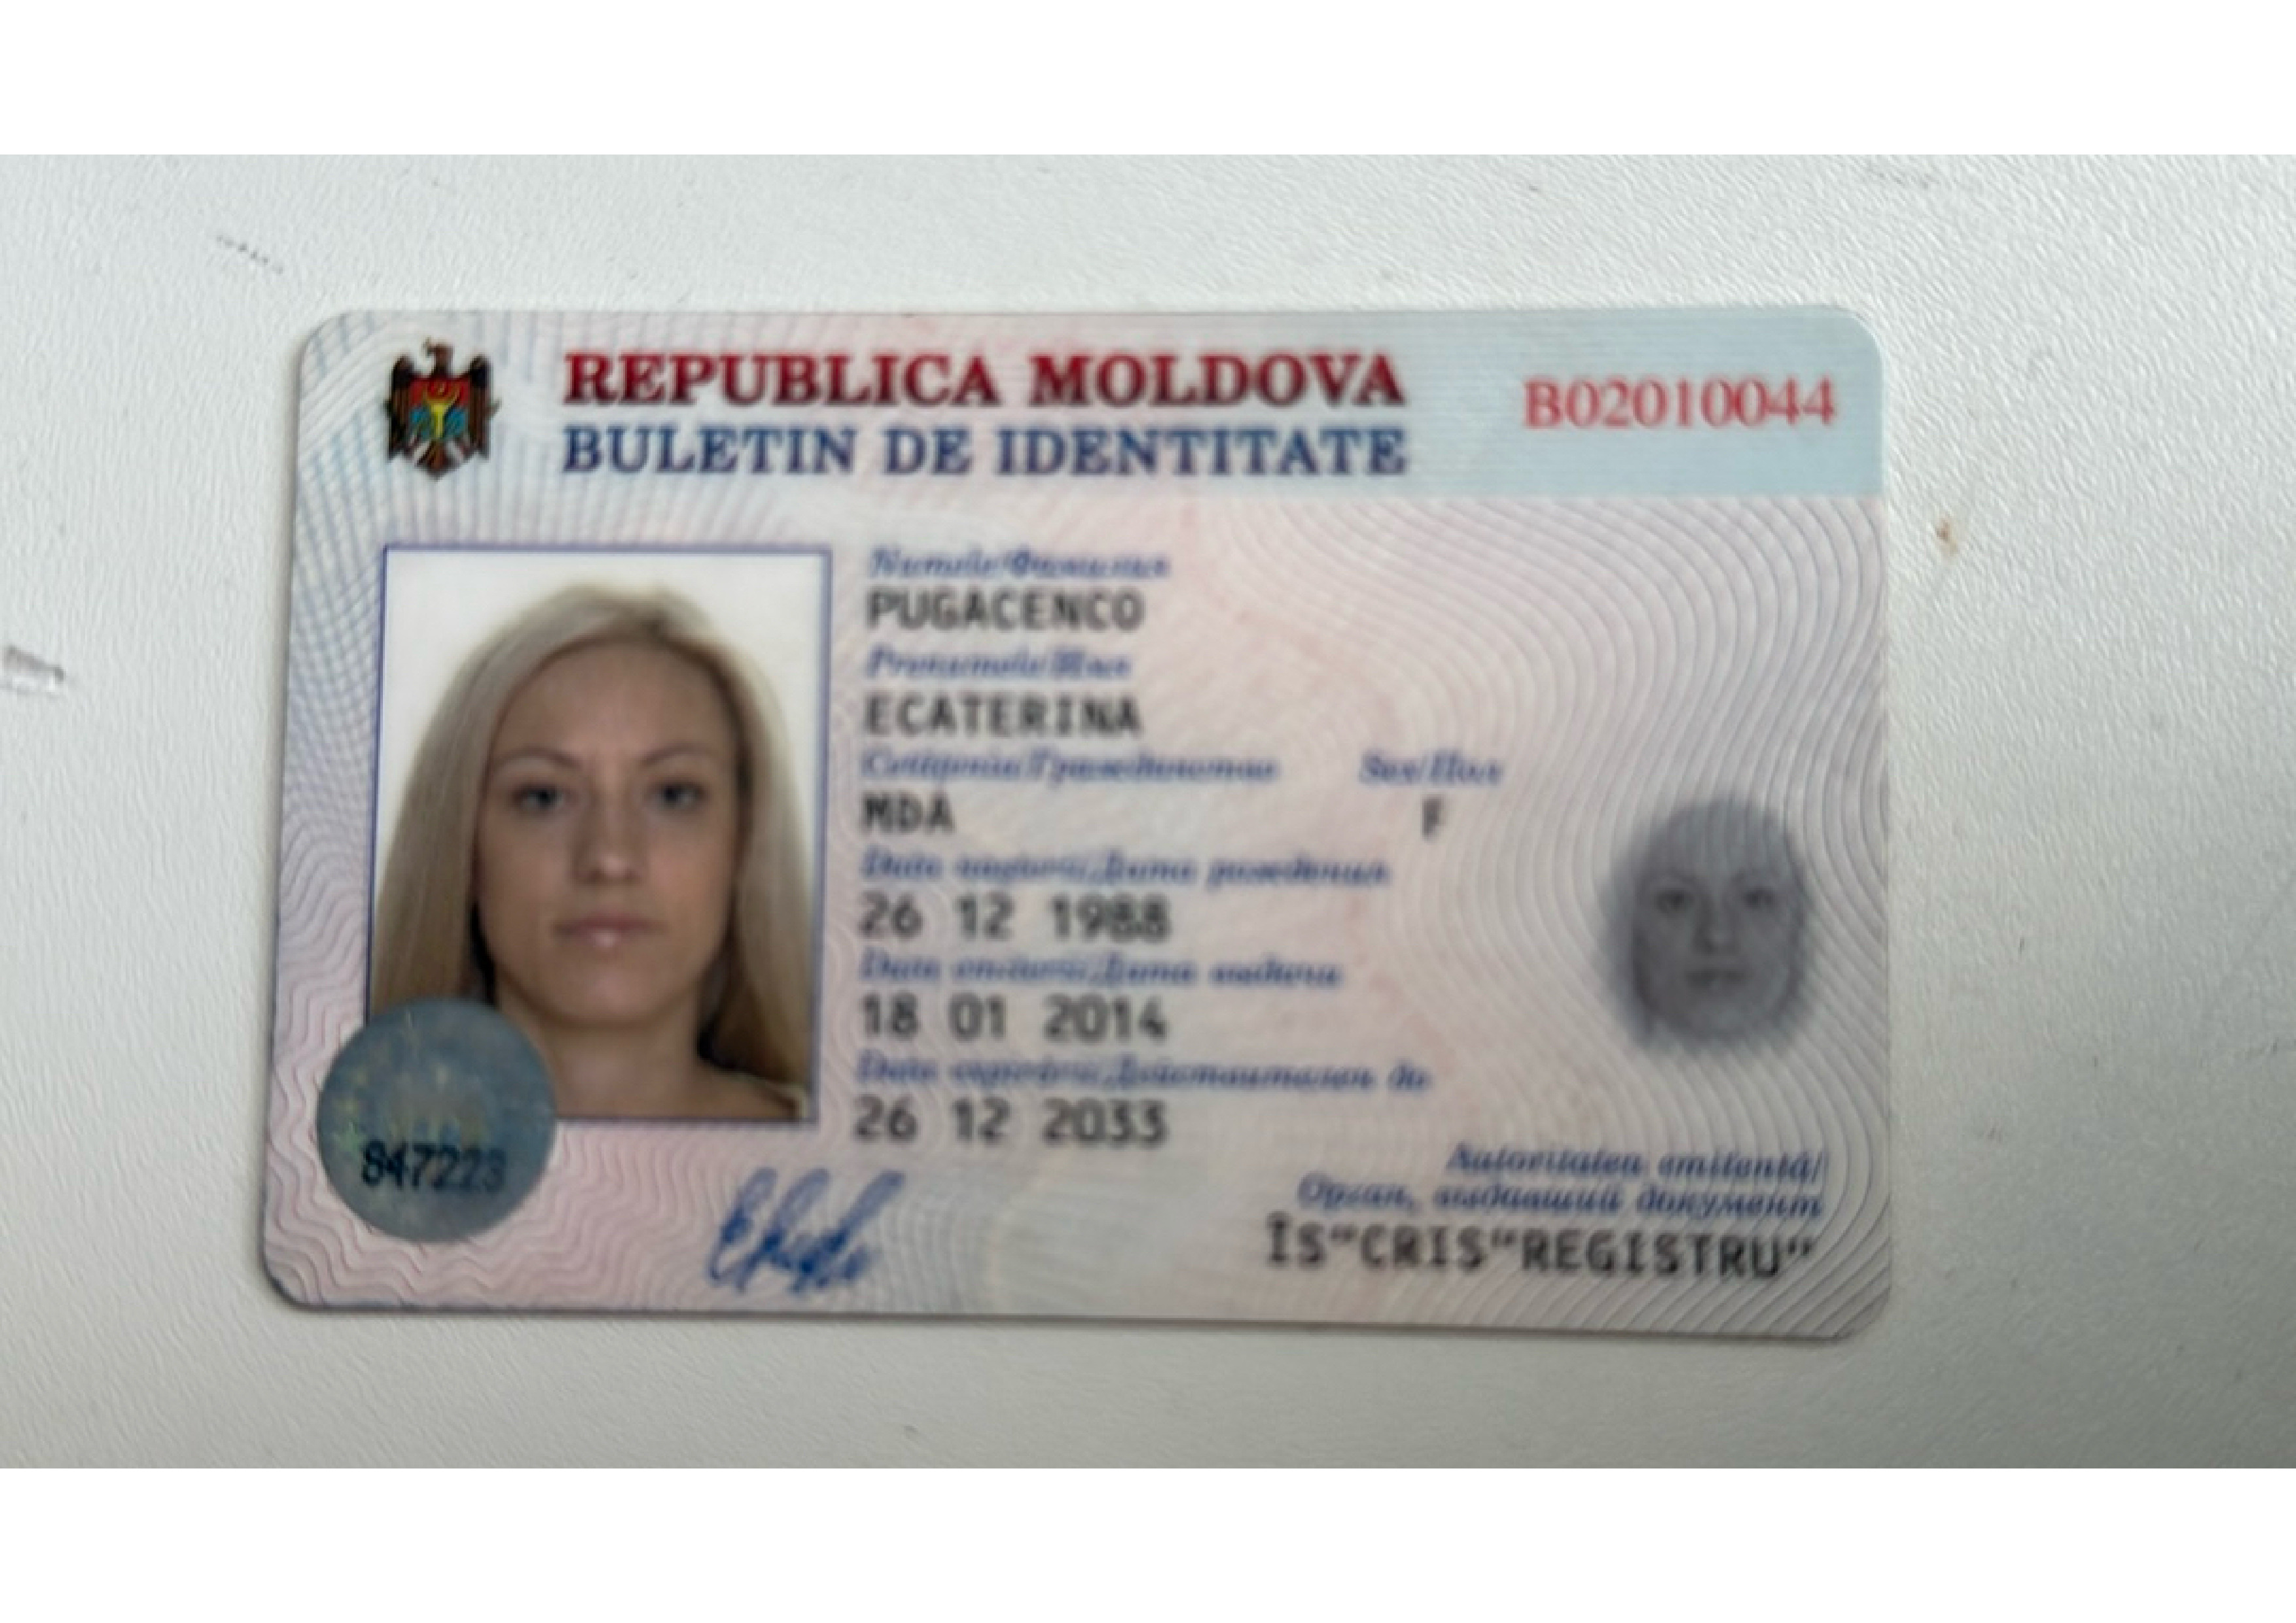 REPUBLICA MOLDOVA
BULETIN DE IDENTITATE
B02010044
Numele/Фамилия
PUGACENCO
Prenumele/Имя
ECATERINA
Cetăţenia/Гражданство Sex/Пол
MDA F
Data naşterii/Дата рождения
26 12 1988
Data emiterii/Дата выдачи
18 01 2014
Data expirării/Действителен до
26 12 2033
847223
Autoritatea emitentă/
Орган, выдавший документ
ÎS"CRIS"REGISTRU"